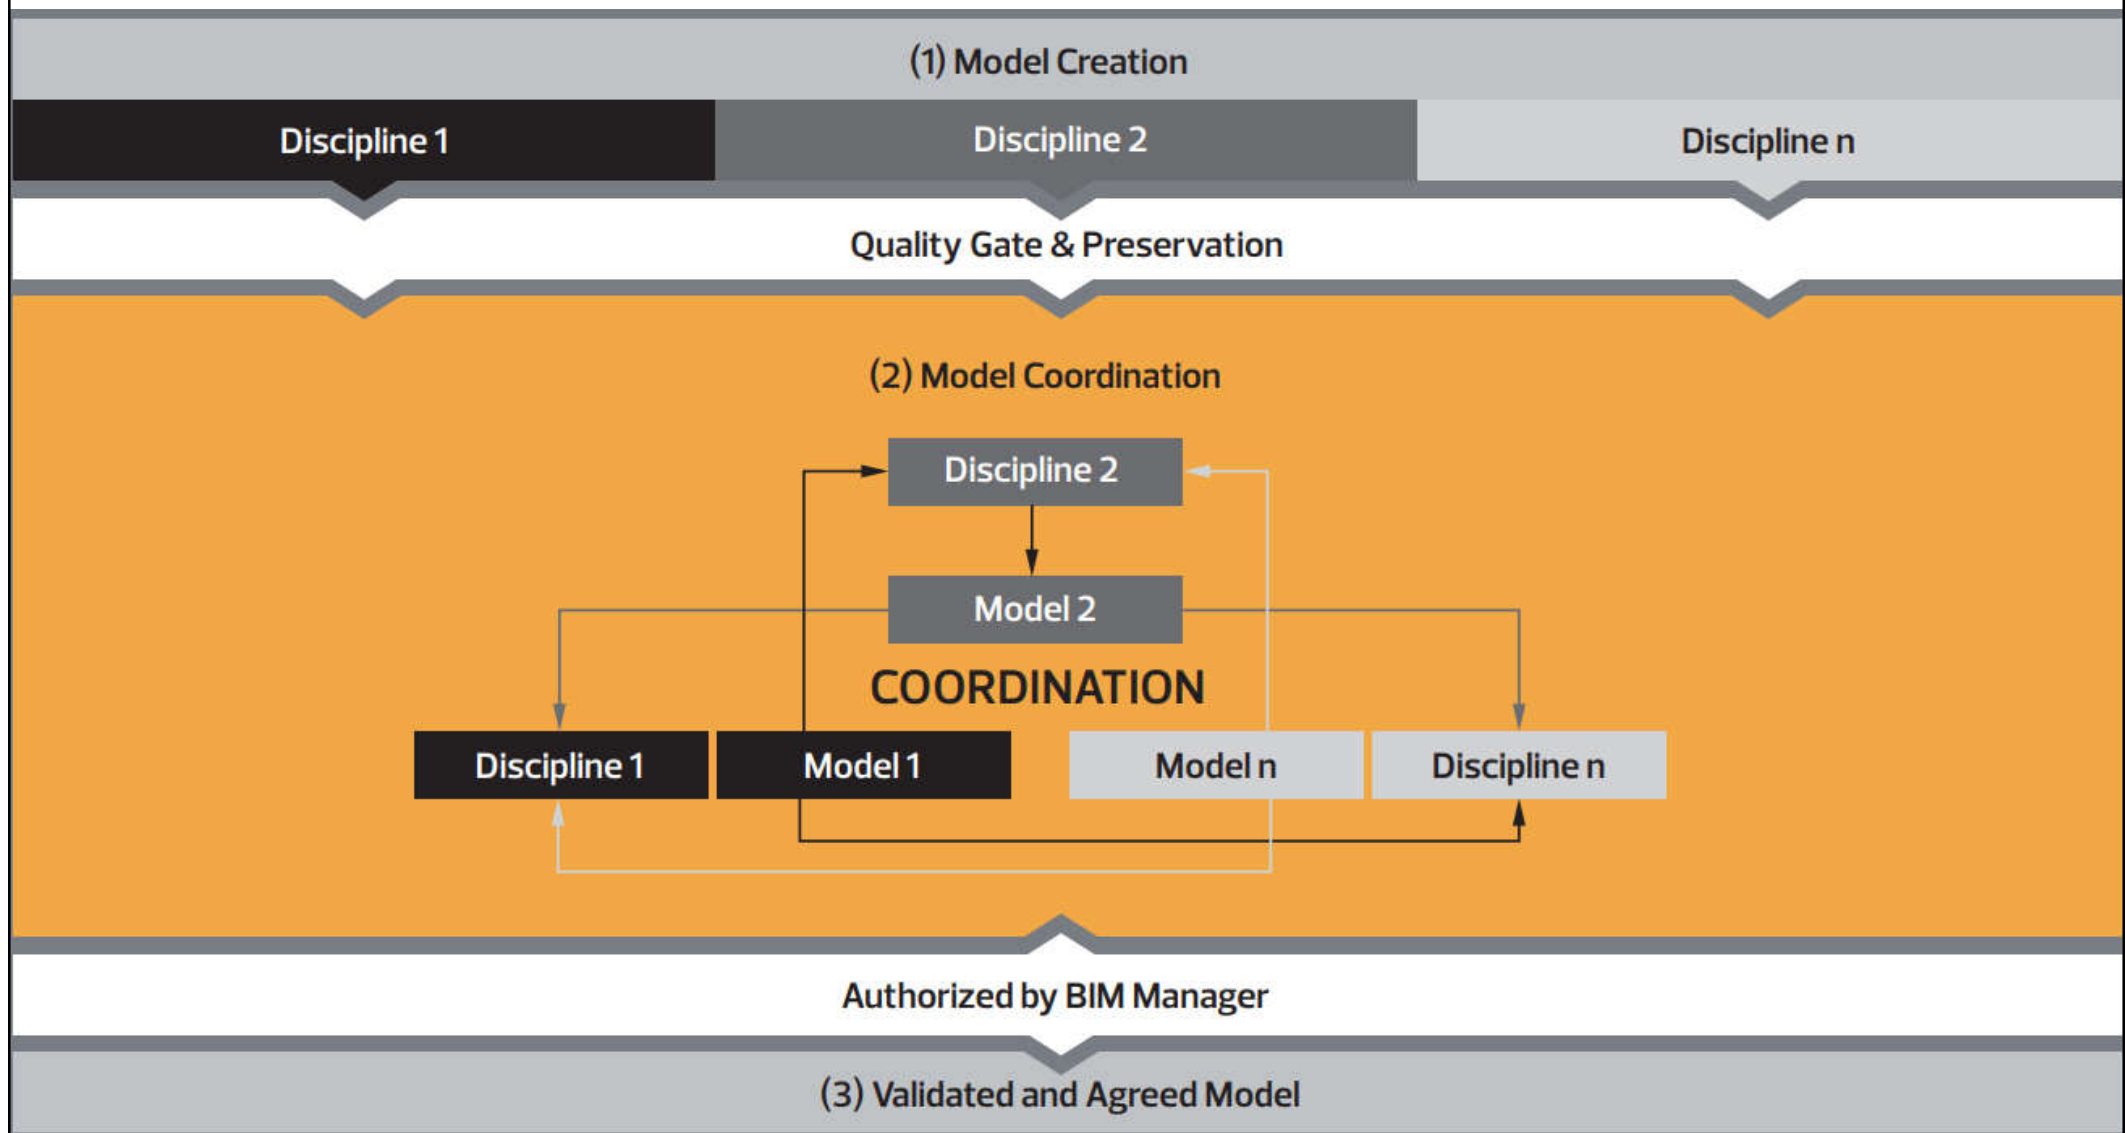 (1) Model Creation
Discipline 1
Discipline 2
Discipline n
Quality Gate & Preservation
(2) Model Coordination
Discipline 2
Model 2
COORDINATION
Discipline 1
Model 1
Model n
Discipline n
Authorized by BIM Manager
(3) Validated and Agreed Model